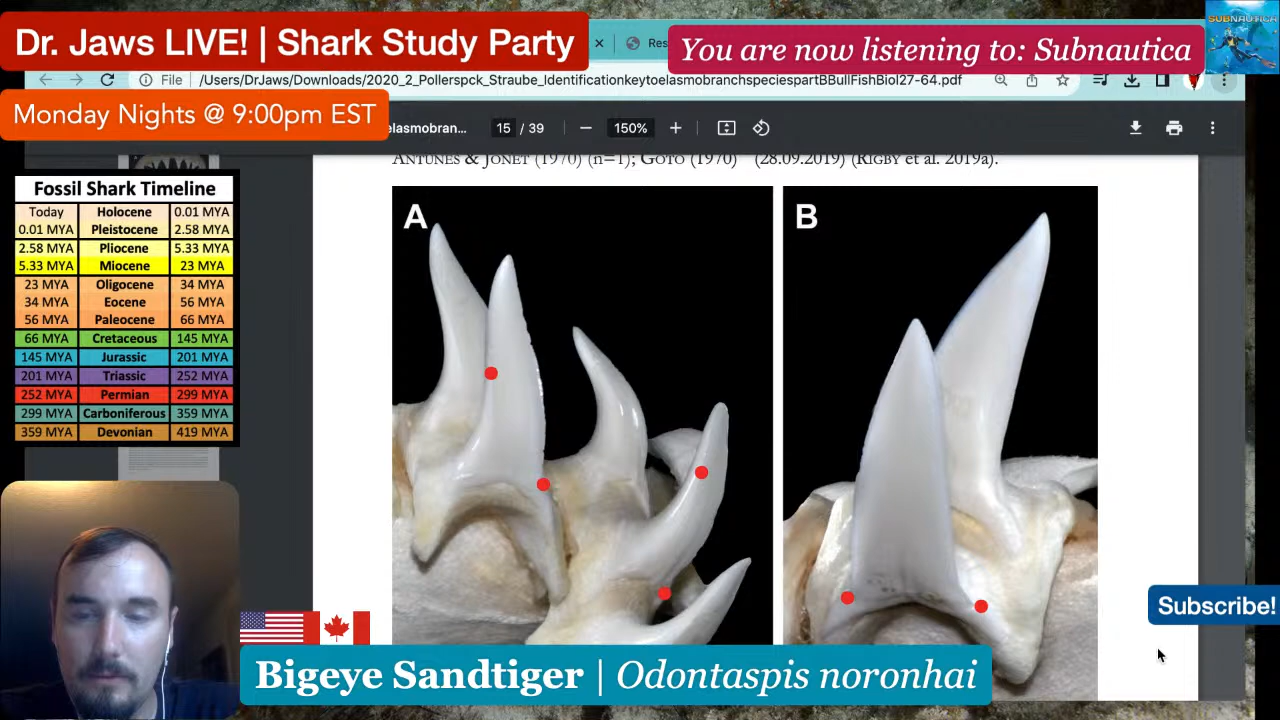 Dr. Jaws LIVE! | Shark Study Party
Res
You are now listening to: Subnautica
SUBNAUTICA
File
/Users/DrJaws/Downloads/2020_2_Pollerspck_Straube_IdentificationkeytoelasmobranchspeciespartBBullFishBiol27-64.pdf
Monday Nights @ 9:00pm EST
elasmobran...
15 / 39
150%
ANTUNES & JONET (1970) (n=1); GOTO (1970) (28.09.2019) (RIGBY et al. 2019a).
Fossil Shark Timeline
Today Holocene 0.01 MYA
0.01 MYA Pleistocene 2.58 MYA
2.58 MYA Pliocene 5.33 MYA
5.33 MYA Miocene 23 MYA
23 MYA Oligocene 34 MYA
34 MYA Eocene 56 MYA
56 MYA Paleocene 66 MYA
66 MYA Cretaceous 145 MYA
145 MYA Jurassic 201 MYA
201 MYA Triassic 252 MYA
252 MYA Permian 299 MYA
299 MYA Carboniferous 359 MYA
359 MYA Devonian 419 MYA
A
B
Subscribe!
Bigeye Sandtiger | Odontaspis noronhai